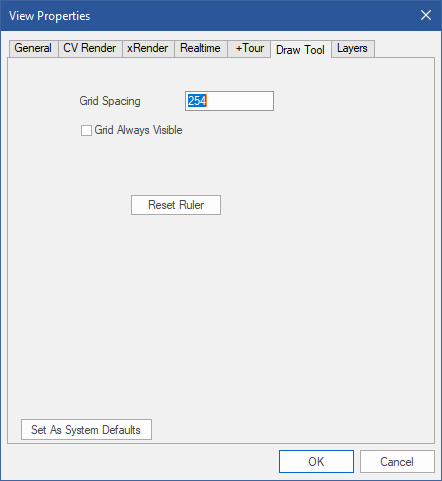 View Properties
General CV Render xRender Realtime +Tour Draw Tool Layers
Grid Spacing 254
Grid Always Visible
Reset Ruler
Set As System Defaults
OK Cancel